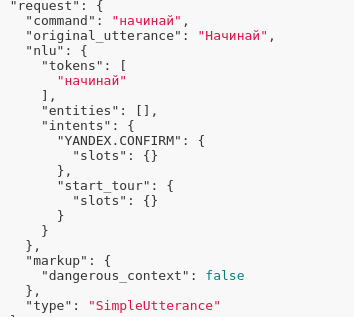 "request": {
"command": "начинай",
"original_utterance": "Начинай",
"nlu": {
"tokens": [
"начинай"
],
"entities": [],
"intents": {
"YANDEX.CONFIRM": {
"slots": {}
},
"start_tour": {
"slots": {}
}
}
},
"markup": {
"dangerous_context": false
},
"type": "SimpleUtterance"